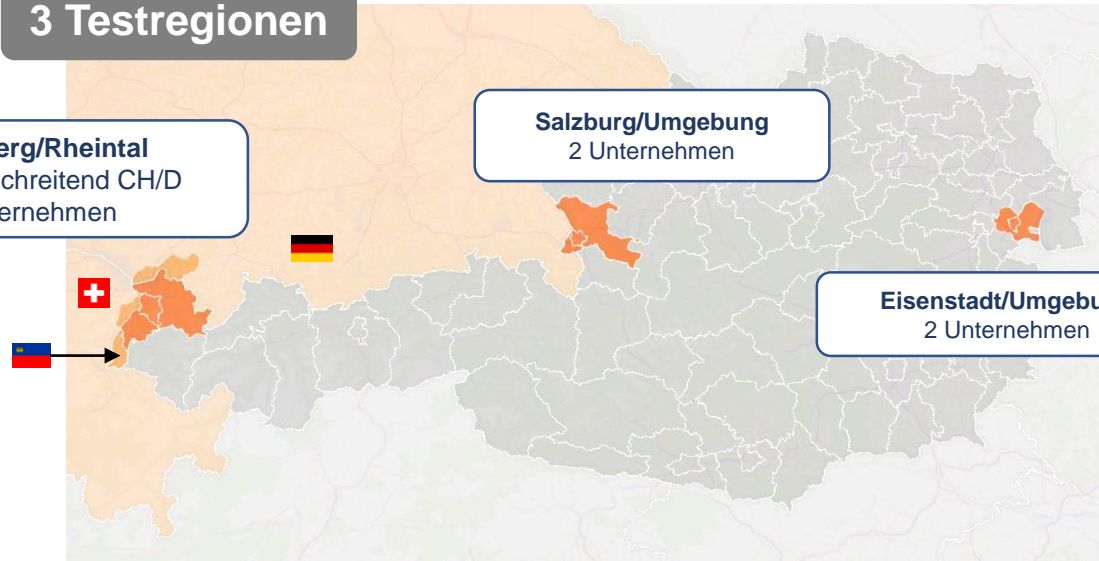 3 Testregionen
erg/Rheintal
chreitend CH/D
ernehmen
Salzburg/Umgebung
2 Unternehmen
Eisenstadt/Umgebu
2 Unternehmen